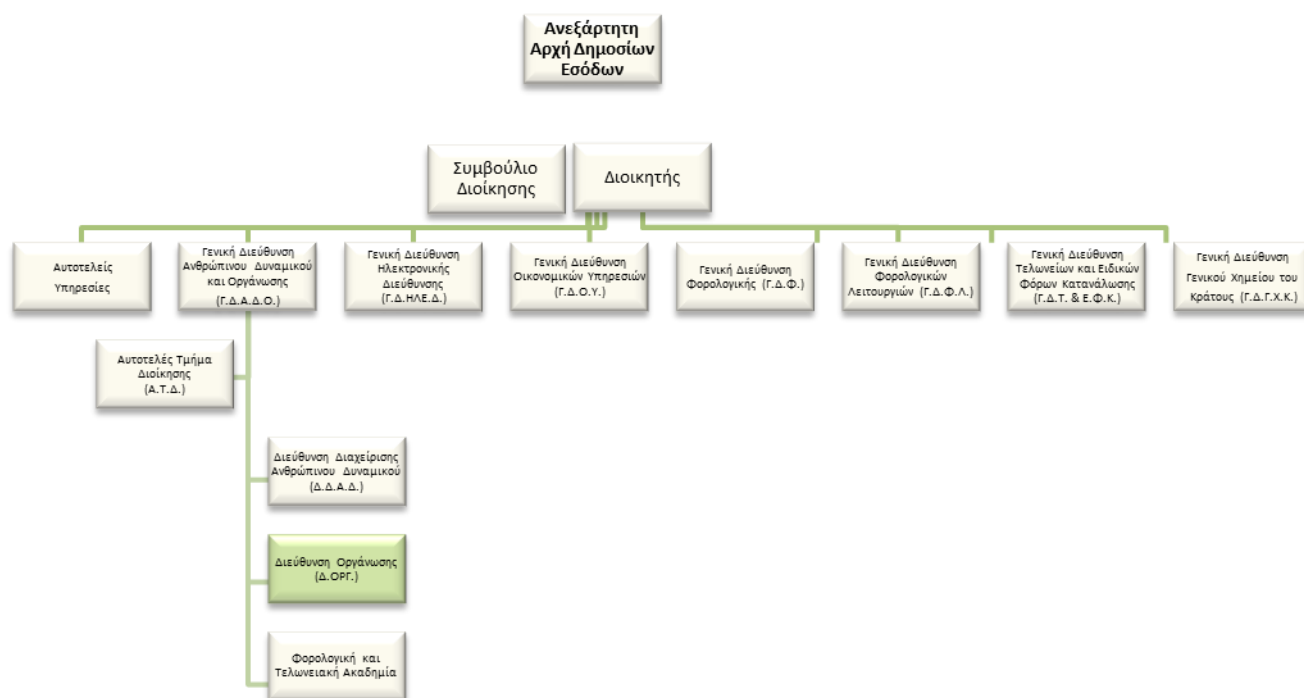 Ανεξάρτητη
Αρχή Δημοσίων
Εσόδων
Συμβούλιο
Διοίκησης
Διοικητής
Αυτοτελείς
Υπηρεσίες
Γενική Διεύθυνση
Ανθρώπινου Δυναμικού
και Οργάνωσης
(Γ.Δ.Α.Δ.Ο.)
Γενική Διεύθυνση
Ηλεκτρονικής
Διεύθυνσης
(Γ.Δ.ΗΛΕ.Δ.)
Γενική Διεύθυνση
Οικονομικών Υπηρεσιών
(Γ.Δ.Ο.Υ.)
Γενική Διεύθυνση
Φορολογικής (Γ.Δ.Φ.)
Γενική Διεύθυνση
Φορολογικών
Λειτουργιών (Γ.Δ.Φ.Λ.)
Γενική Διεύθυνση
Τελωνείων και Ειδικών
Φόρων Κατανάλωσης
(Γ.Δ.Τ. & Ε.Φ.Κ.)
Γενική Διεύθυνση
Γενικού Χημείου του
Κράτους (Γ.Δ.Γ.Χ.Κ.)
Αυτοτελές Τμήμα
Διοίκησης
(Α.Τ.Δ.)
Διεύθυνση Διαχείρισης
Ανθρώπινου Δυναμικού
(Δ.Δ.Α.Δ.)
Διεύθυνση Οργάνωσης
(Δ.ΟΡΓ.)
Φορολογική και
Τελωνειακή Ακαδημία